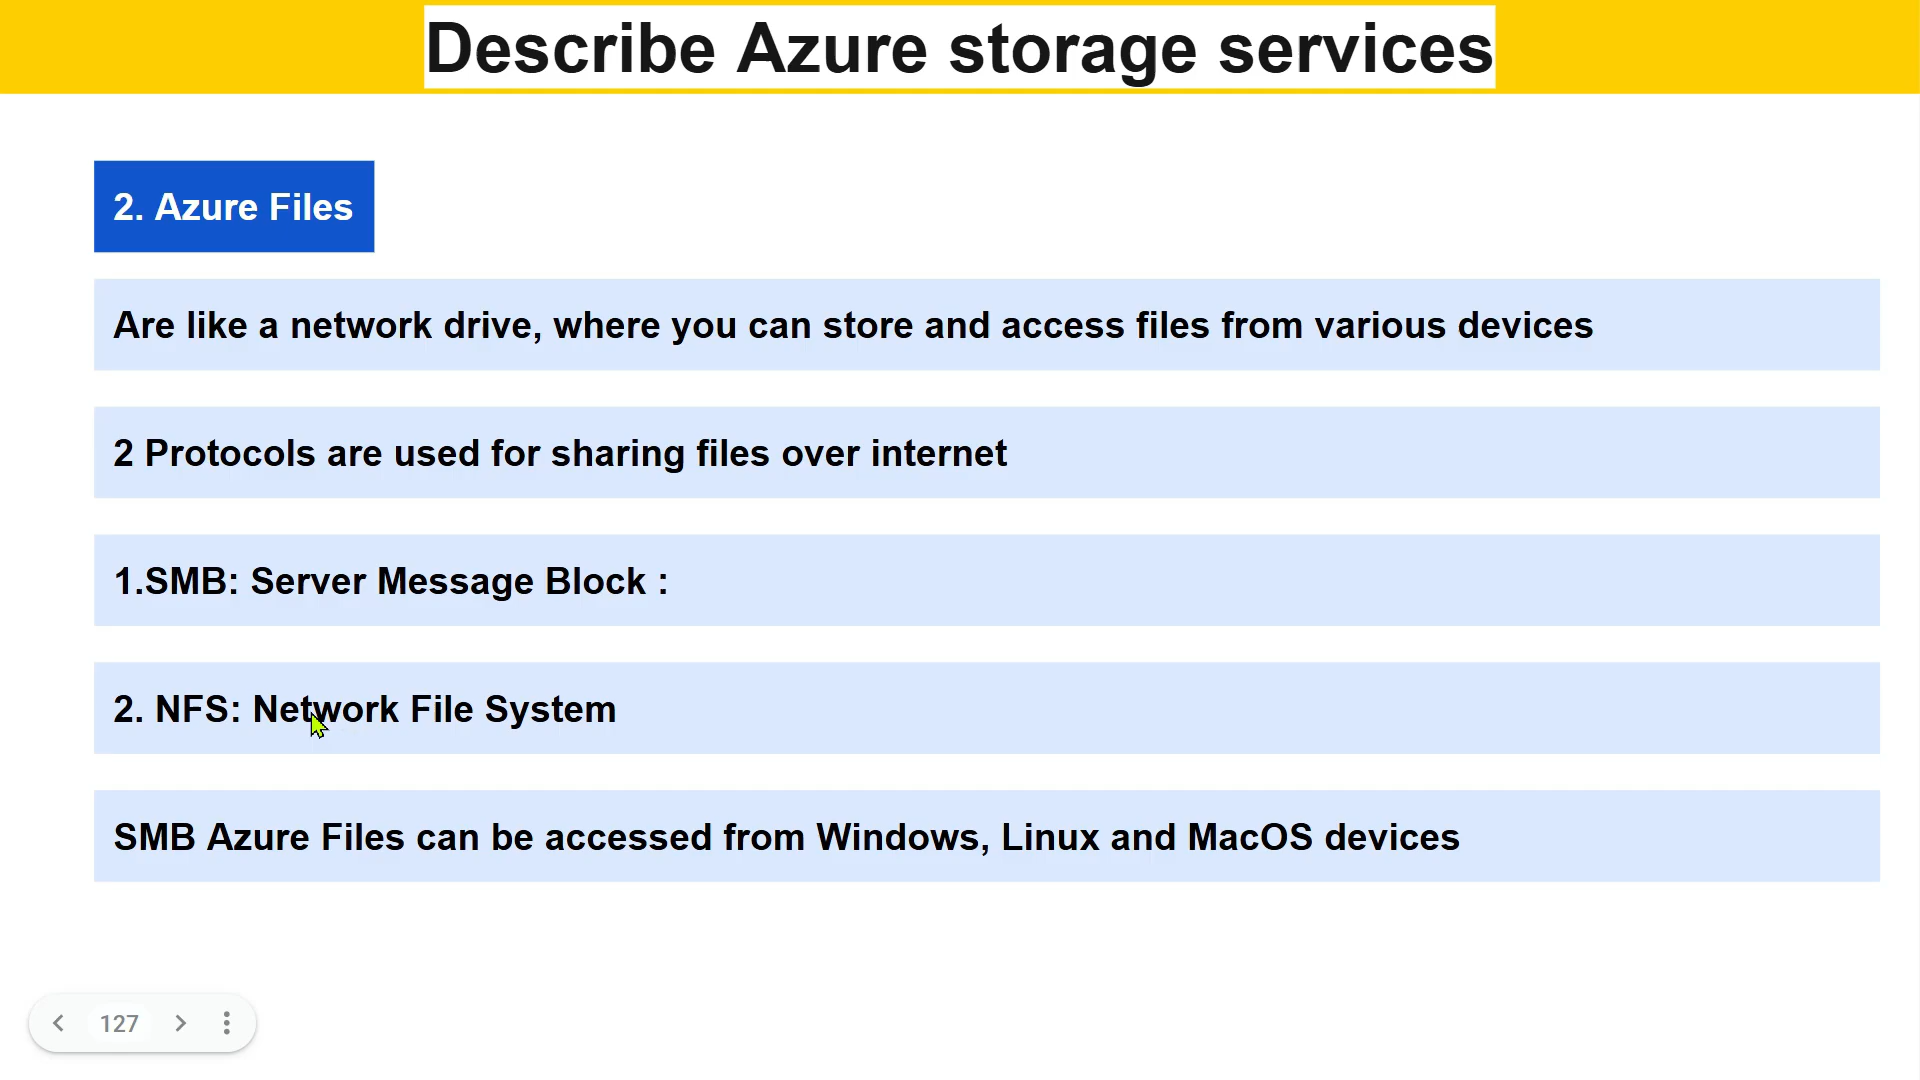 Describe Azure storage services
2. Azure Files
Are like a network drive, where you can store and access files from various devices
2 Protocols are used for sharing files over internet
1.SMB: Server Message Block :
2. NFS: Network File System
SMB Azure Files can be accessed from Windows, Linux and MacOS devices
127